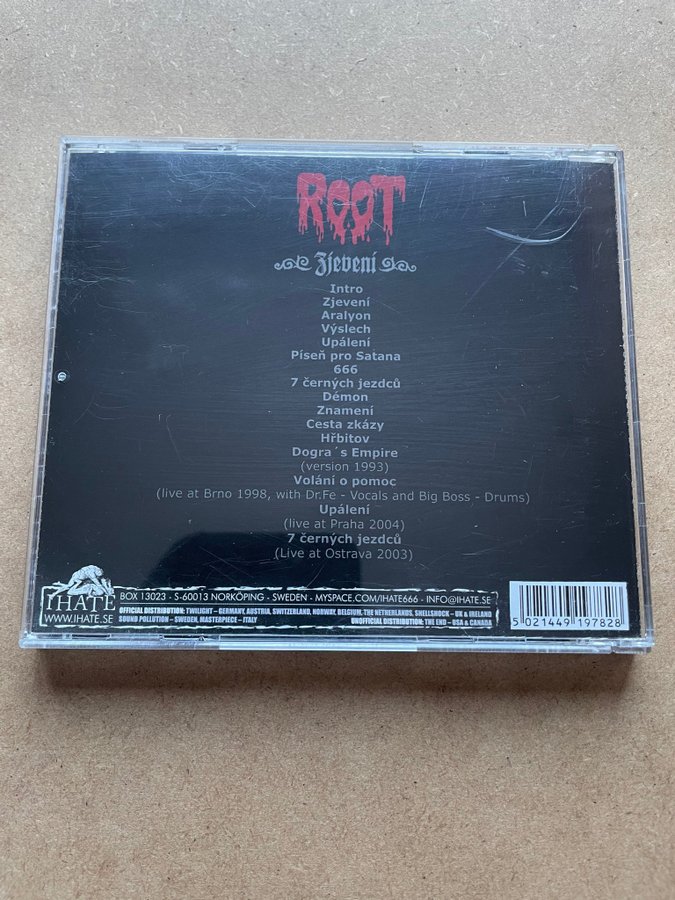 ROOT
Zjevení
Intro
Zjevení
Aralyon
Výslech
Upálení
Píseň pro Satana
666
7 černých jezdců
Démon
Znamení
Cesta zkázy
Hřbitov
Dogra´s Empire
(version 1993)
Volání o pomoc
(live at Brno 1998, with Dr.Fe - Vocals and Big Boss - Drums)
Upálení
(live at Praha 2004)
7 černých jezdců
(Live at Ostrava 2003)
IHATE
WWW.IHATE.SE
BOX 13023 - S-60013 NORKÖPING - SWEDEN - MYSPACE.COM/IHATE666 - INFO@IHATE.SE
OFFICIAL DISTRIBUTION: TWILIGHT – GERMANY, AUSTRIA, SWITZERLAND, NORWAY, BELGIUM, THE NETHERLANDS, SHELLSHOCK – UK & IRELAND
SOUND POLLUTION – SWEDEN, MASTERPIECE – ITALY UNOFFICIAL DISTRIBUTION: THE END – USA & CANADA
5 021449 197828